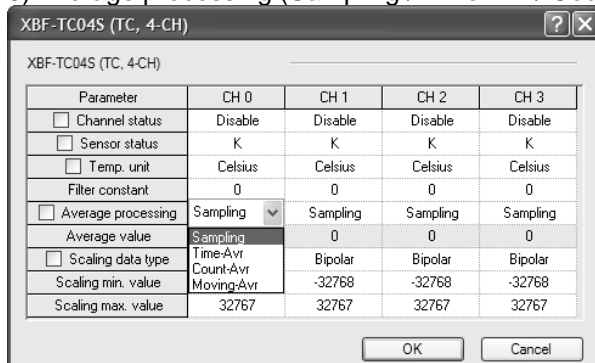 XBF-TC04S (TC, 4-CH)
XBF-TC04S (TC, 4-CH)
Parameter CH 0 CH 1 CH 2 CH 3
Channel status Disable Disable Disable Disable
Sensor status K K K K
Temp. unit Celsius Celsius Celsius Celsius
Filter constant 0 0 0 0
Average processing Sampling Sampling Sampling Sampling
Average value 0 0 0
Sampling
Time-Avr
Count-Avr
Moving-Avr
Scaling data type Bipolar Bipolar Bipolar
Scaling min. value -32768 -32768 -32768
Scaling max. value 32767 32767 32767 32767
OK Cancel